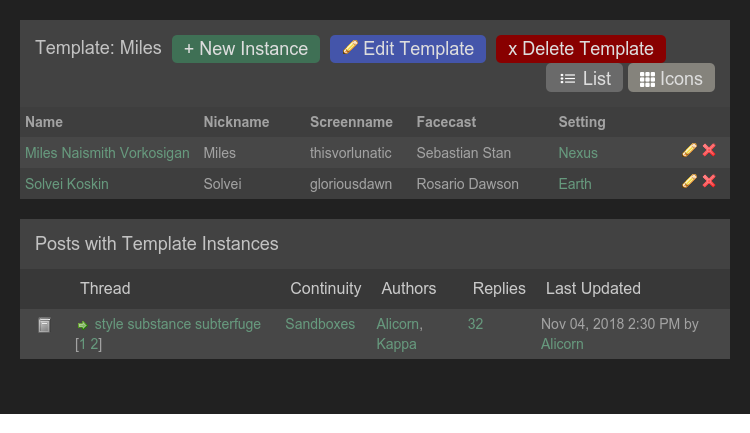 Template: Miles + New Instance Edit Template x Delete Template
List Icons
Name Nickname Screenname Facecast Setting
Miles Naismith Vorkosigan Miles thisvorlunatic Sebastian Stan Nexus
Solvei Koskin Solvei gloriousdawn Rosario Dawson Earth
Posts with Template Instances
Thread Continuity Authors Replies Last Updated
style substance subterfuge Sandboxes Alicorn, 32 Nov 04, 2018 2:30 PM by
[1 2] Kappa Alicorn